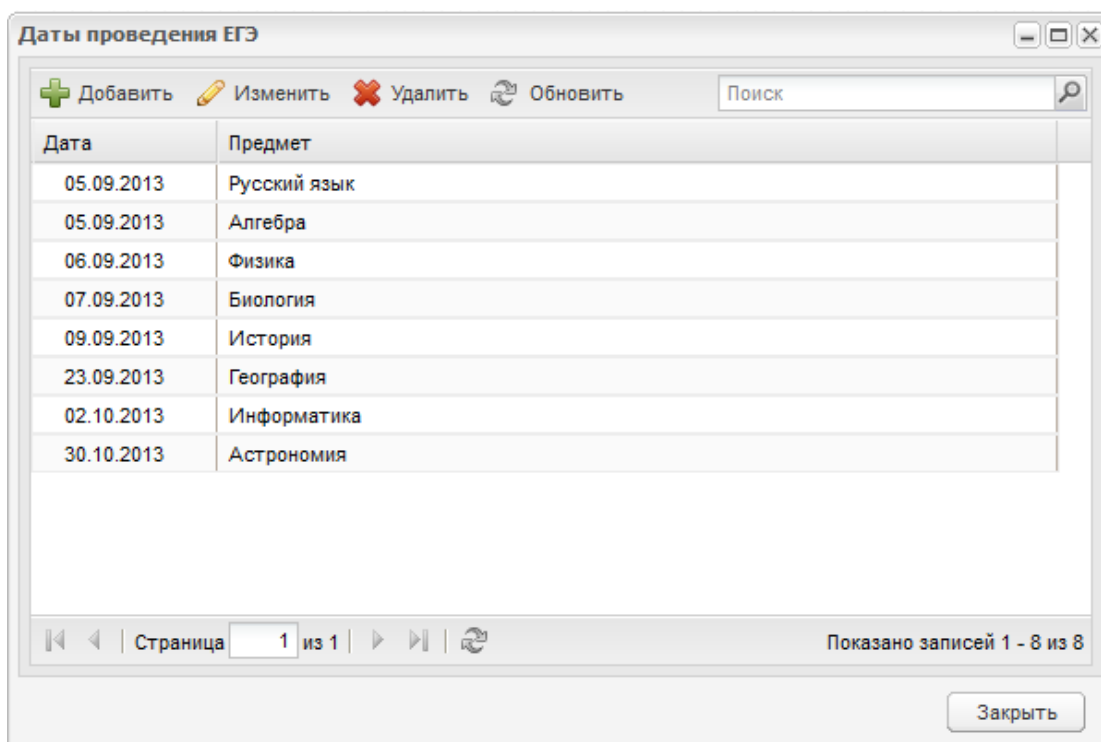 Даты проведения ЕГЭ
Добавить Изменить Удалить Обновить Поиск
Дата Предмет
05.09.2013 Русский язык
05.09.2013 Алгебра
06.09.2013 Физика
07.09.2013 Биология
09.09.2013 История
23.09.2013 География
02.10.2013 Информатика
30.10.2013 Астрономия
Страница 1 из 1 Показано записей 1 - 8 из 8
Закрыть